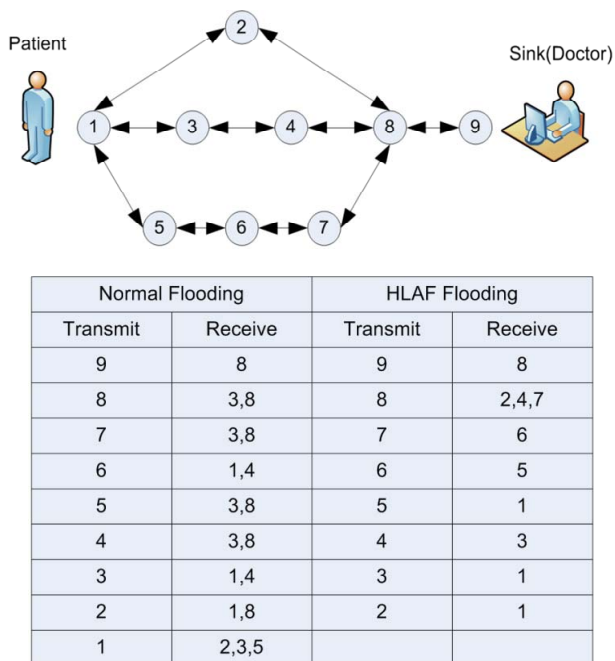 2
Patient
Sink(Doctor)
1 3 4 8 9
5 6 7
Normal Flooding HLAF Flooding
Transmit Receive Transmit Receive
9 8 9 8
8 3,8 8 2,4,7
7 3,8 7 6
6 1,4 6 5
5 3,8 5 1
4 3,8 4 3
3 1,4 3 1
2 1,8 2 1
1 2,3,5